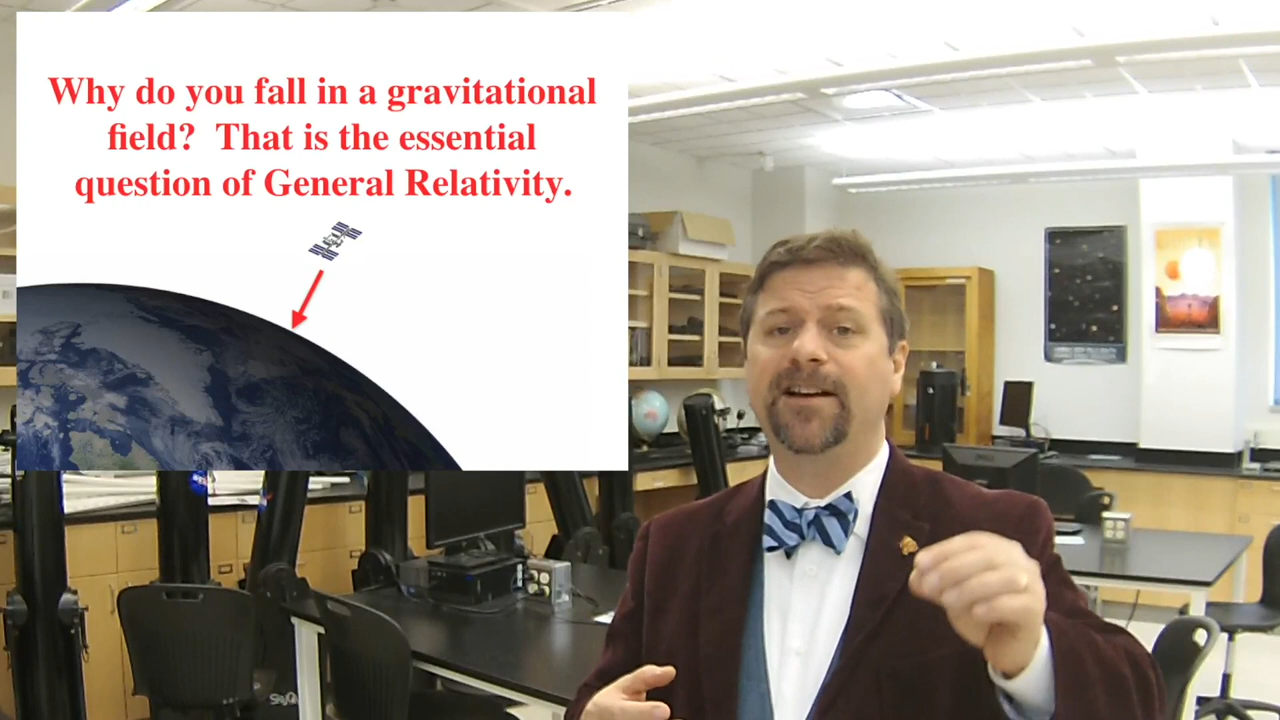 Why do you fall in a gravitational
field?  That is the essential
question of General Relativity.